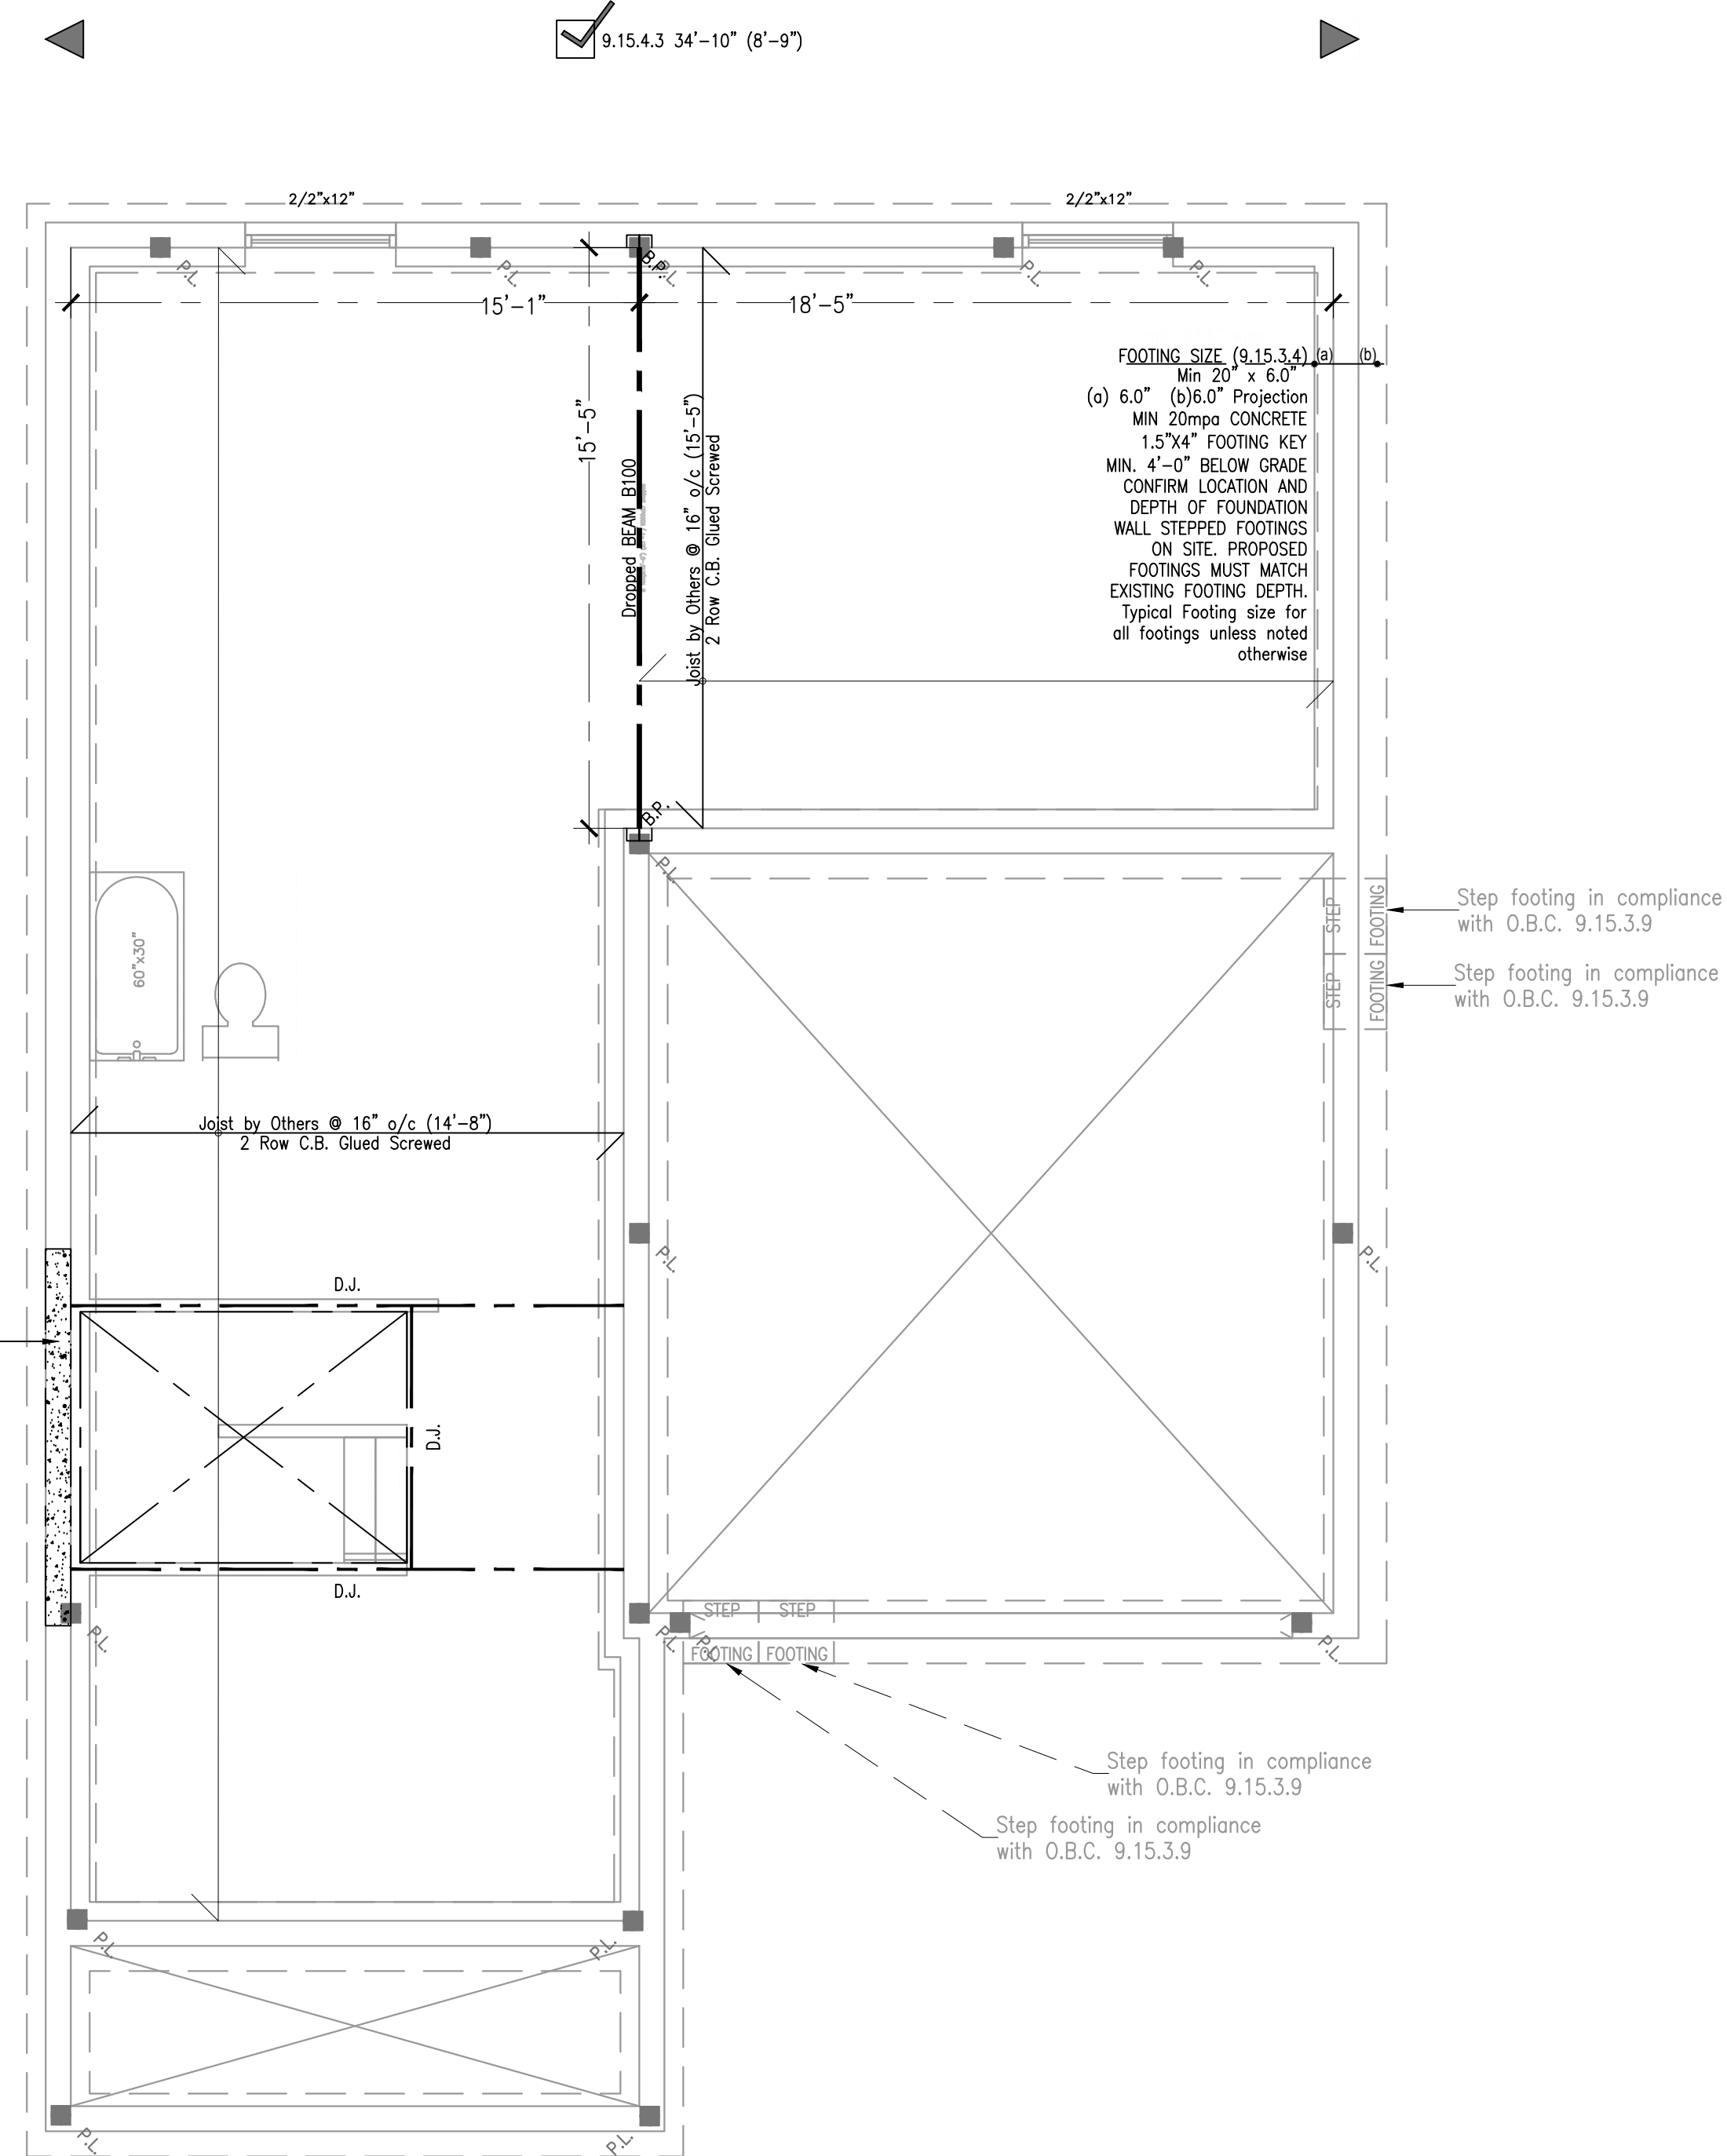 9.15.4.3 34'-10" (8'-9")
2/2"x12"
2/2"x12"
P.L.
P.L.
B.P.
P.L.
P.L.
P.L.
15'-1"
18'-5"
15'-5"
Dropped BEAM B100
Joist by Others @ 16" o/c (15'-5")
2 Row C.B. Glued Screwed
FOOTING SIZE (9.15.3.4) (a) (b)
Min 20" x 6.0"
(a) 6.0" (b)6.0" Projection
MIN 20mpa CONCRETE
1.5"X4" FOOTING KEY
MIN. 4'-0" BELOW GRADE
CONFIRM LOCATION AND
DEPTH OF FOUNDATION
WALL STEPPED FOOTINGS
ON SITE. PROPOSED
FOOTINGS MUST MATCH
EXISTING FOOTING DEPTH.
Typical Footing size for
all footings unless noted
otherwise
B.P.
P.L.
STEP FOOTING
Step footing in compliance
with O.B.C. 9.15.3.9
STEP FOOTING
Step footing in compliance
with O.B.C. 9.15.3.9
60"x30"
Joist by Others @ 16" o/c (14'-8")
2 Row C.B. Glued Screwed
P.L.
P.L.
D.J.
D.J.
D.J.
P.L.
P.L.
P.L.
P.L.
STEP STEP
FOOTING FOOTING
Step footing in compliance
with O.B.C. 9.15.3.9
Step footing in compliance
with O.B.C. 9.15.3.9
P.L.
P.L.
P.L.
P.L.